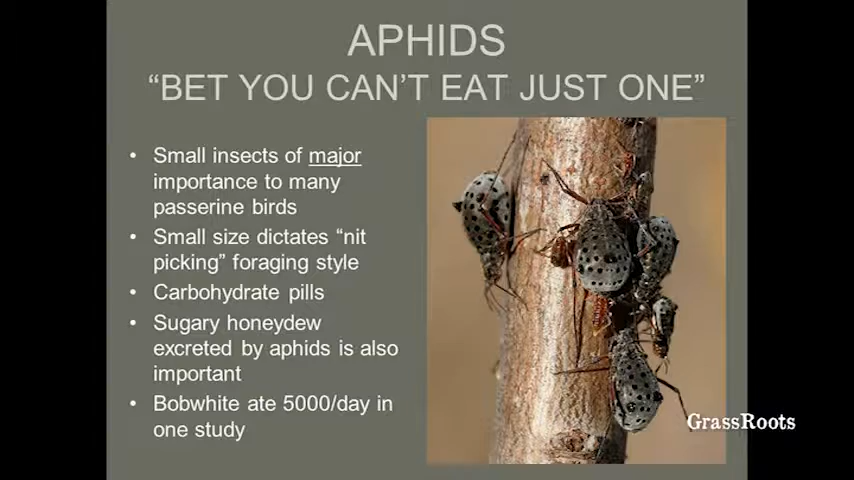 APHIDS
“BET YOU CAN’T EAT JUST ONE”
• Small insects of major
importance to many
passerine birds
• Small size dictates “nit
picking” foraging style
• Carbohydrate pills
• Sugary honeydew
excreted by aphids is also
important
• Bobwhite ate 5000/day in
one study
GrassRoots